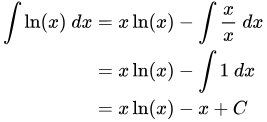 ∫ ln(x) dx = x ln(x) − ∫ x/x dx
= x ln(x) − ∫ 1 dx
= x ln(x) − x + C